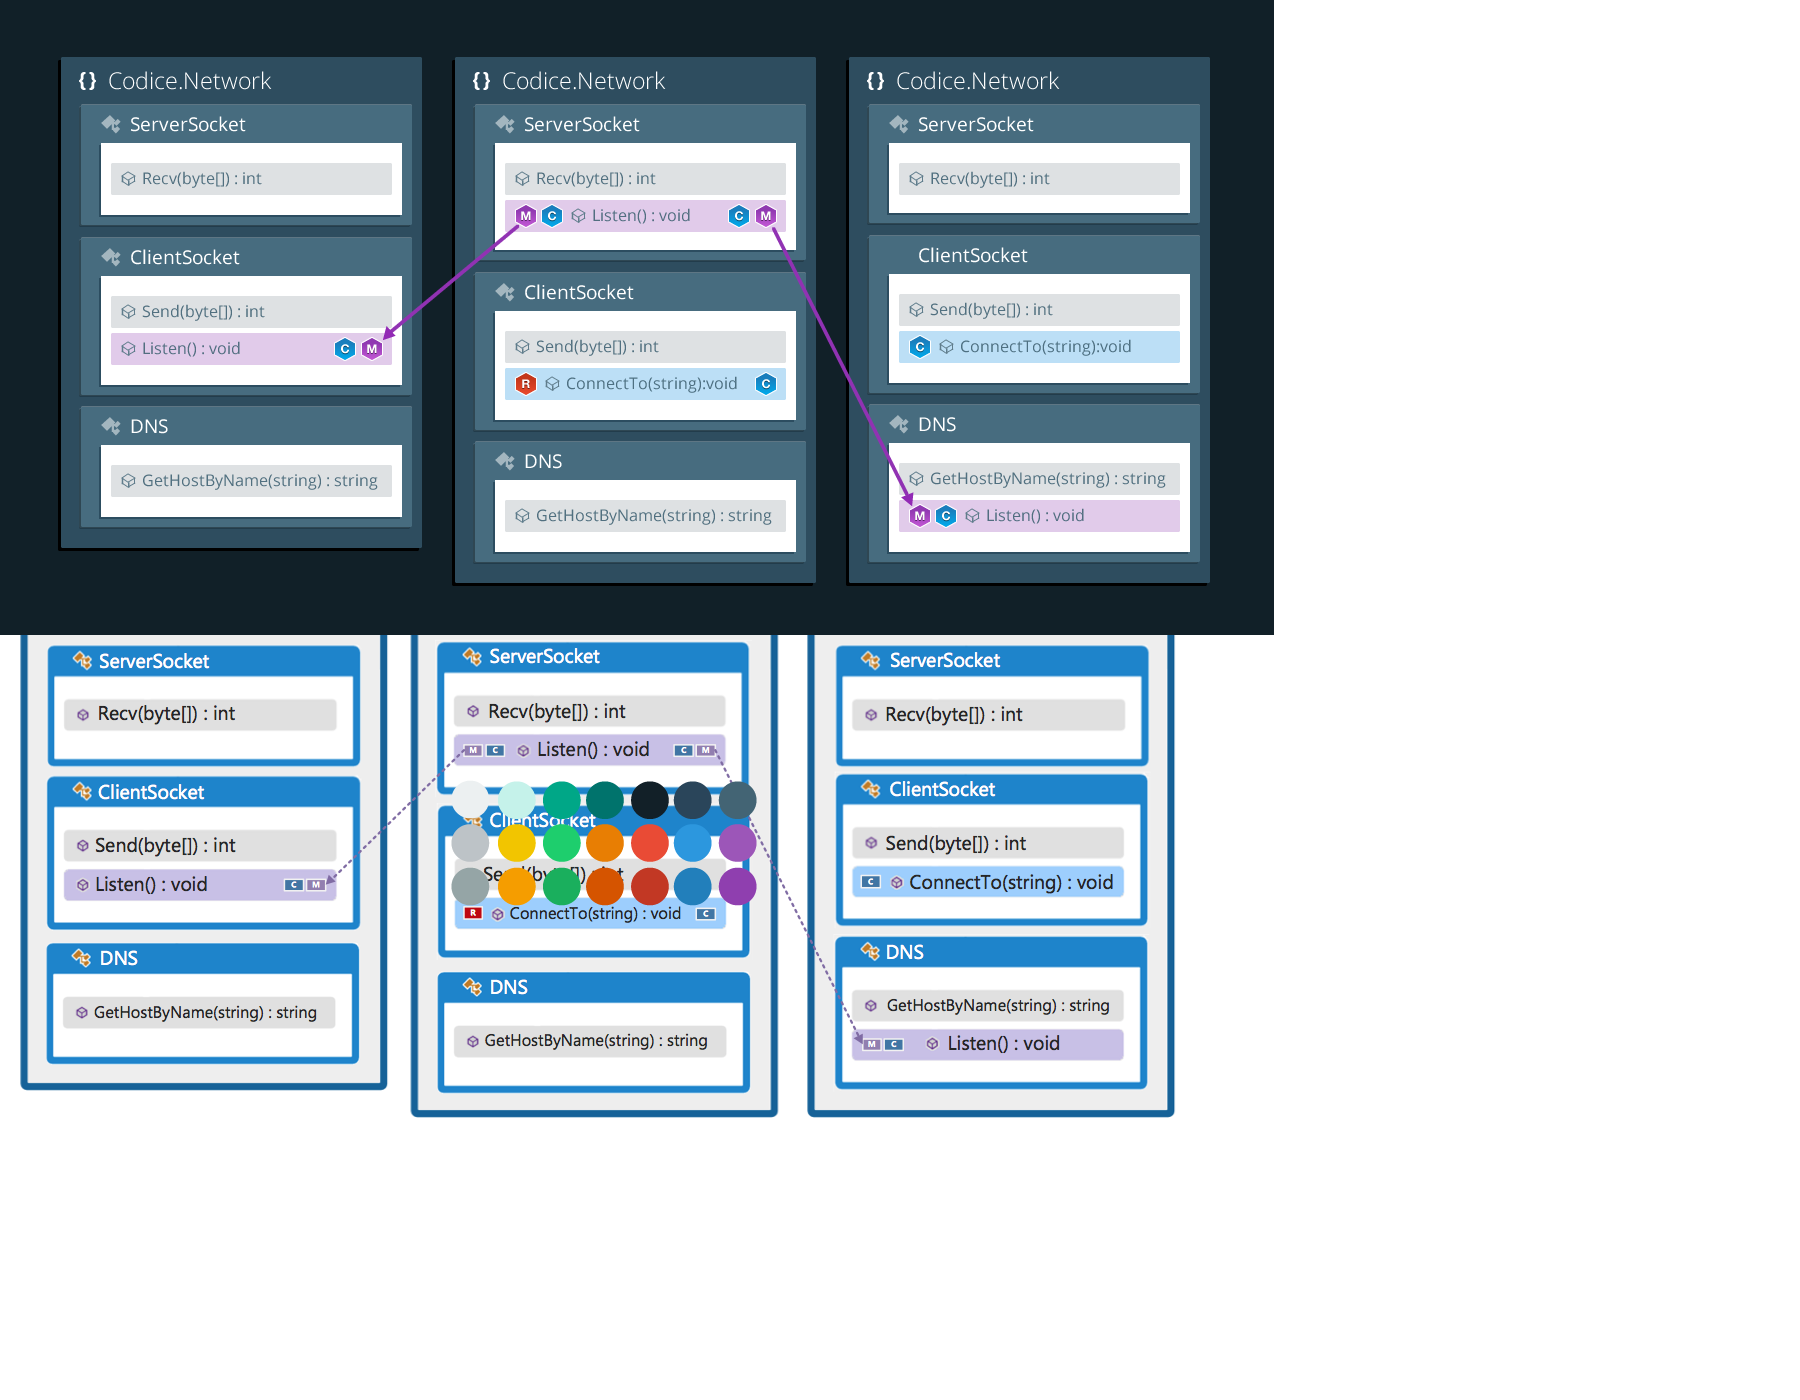 {} Codice.Network
ServerSocket
Recv(byte[]) : int
ClientSocket
Send(byte[]) : int
Listen() : void C M
DNS
GetHostByName(string) : string
{} Codice.Network
ServerSocket
Recv(byte[]) : int
M C Listen() : void C M
ClientSocket
Send(byte[]) : int
R ConnectTo(string):void C
DNS
GetHostByName(string) : string
{} Codice.Network
ServerSocket
Recv(byte[]) : int
ClientSocket
Send(byte[]) : int
C ConnectTo(string):void
DNS
GetHostByName(string) : string
M C Listen() : void
ServerSocket
Recv(byte[]) : int
ClientSocket
Send(byte[]) : int
Listen() : void C M
DNS
GetHostByName(string) : string
ServerSocket
Recv(byte[]) : int
M C Listen() : void C M
ClientSocket
Send(byte[]) : int
R ConnectTo(string) : void C
DNS
GetHostByName(string) : string
ServerSocket
Recv(byte[]) : int
ClientSocket
Send(byte[]) : int
C ConnectTo(string) : void
DNS
GetHostByName(string) : string
M C Listen() : void